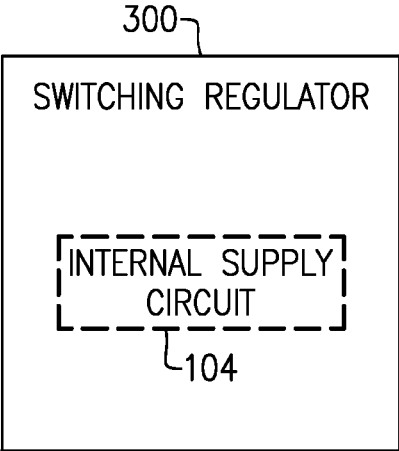 300
SWITCHING REGULATOR
INTERNAL SUPPLY
CIRCUIT
104